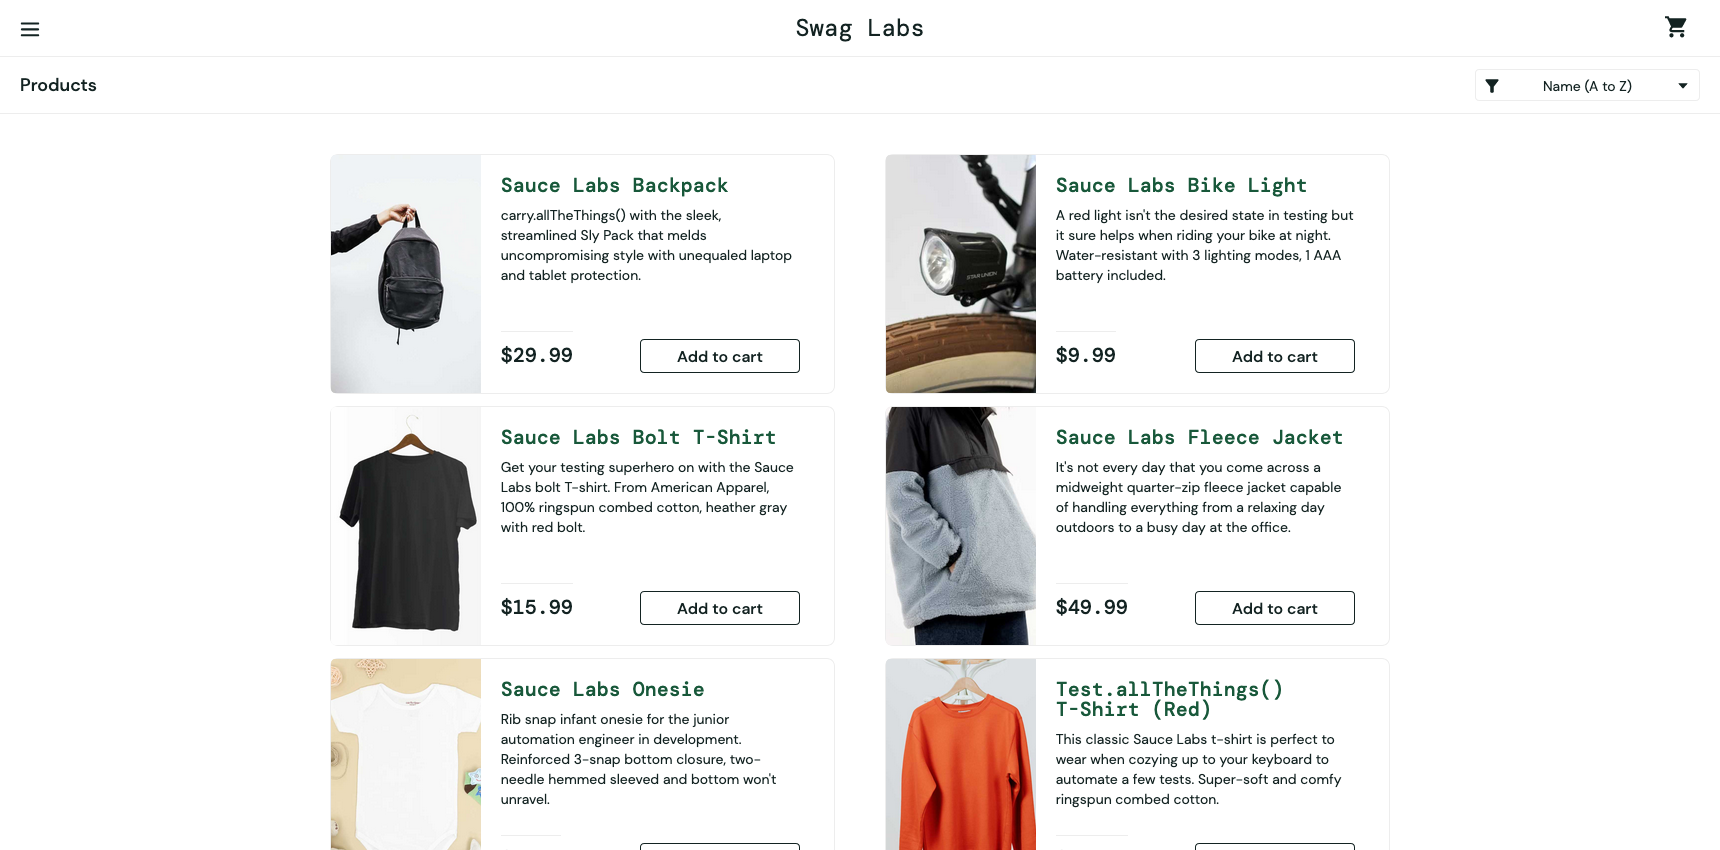 Swag Labs
Products
Name (A to Z)
Sauce Labs Backpack
carry.allTheThings() with the sleek,
streamlined Sly Pack that melds
uncompromising style with unequaled laptop
and tablet protection.
$29.99
Add to cart
Sauce Labs Bike Light
A red light isn't the desired state in testing but
it sure helps when riding your bike at night.
Water-resistant with 3 lighting modes, 1 AAA
battery included.
$9.99
Add to cart
STAR UNION
Sauce Labs Bolt T-Shirt
Get your testing superhero on with the Sauce
Labs bolt T-shirt. From American Apparel,
100% ringspun combed cotton, heather gray
with red bolt.
$15.99
Add to cart
Sauce Labs Fleece Jacket
It's not every day that you come across a
midweight quarter-zip fleece jacket capable
of handling everything from a relaxing day
outdoors to a busy day at the office.
$49.99
Add to cart
Sauce Labs Onesie
Rib snap infant onesie for the junior
automation engineer in development.
Reinforced 3-snap bottom closure, two-
needle hemmed sleeved and bottom won't
unravel.
Test.allTheThings()
T-Shirt (Red)
This classic Sauce Labs t-shirt is perfect to
wear when cozying up to your keyboard to
automate a few tests. Super-soft and comfy
ringspun combed cotton.